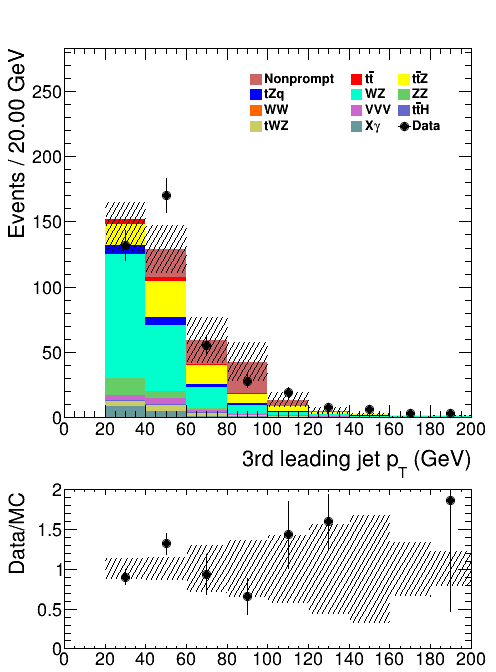 Events / 20.00 GeV
250
200
150
100
50
0
Nonprompt tt̄ tt̄Z
tZq WZ ZZ
WW VVV tt̄H
tWZ Xγ Data
0 20 40 60 80 100 120 140 160 180 200
3rd leading jet p_T (GeV)
Data/MC
2
1.5
1
0.5
0
0 20 40 60 80 100 120 140 160 180 200